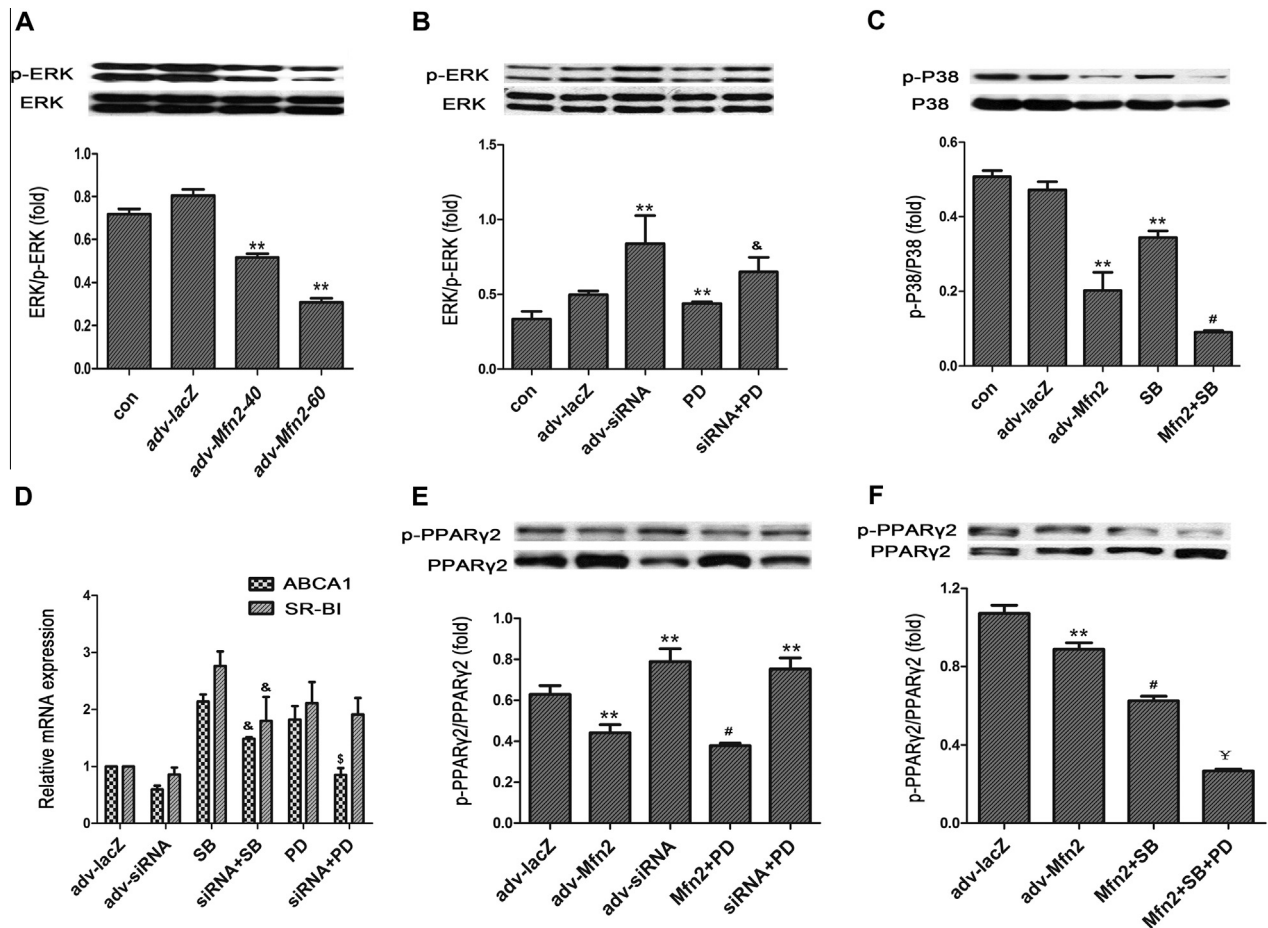 A
p-ERK
ERK
ERK/p-ERK (fold)
1.0
0.8
0.6
0.4
0.2
0.0
**
**
con
adv-lacZ
adv-Mfn2-40
adv-Mfn2-60
B
p-ERK
ERK
ERK/p-ERK (fold)
1.5
1.0
0.5
0.0
**
**
&
con
adv-lacZ
adv-siRNA
PD
siRNA+PD
C
p-P38
P38
p-P38/P38 (fold)
0.6
0.4
0.2
0.0
**
**
#
con
adv-lacZ
adv-Mfn2
SB
Mfn2+SB
D
ABCA1
SR-BI
Relative mRNA expression
4
3
2
1
0
&
&
$
adv-lacZ
adv-siRNA
SB
siRNA+SB
PD
siRNA+PD
E
p-PPARγ2
PPARγ2
p-PPARγ2/PPARγ2 (fold)
1.0
0.8
0.6
0.4
0.2
0.0
**
**
#
**
adv-lacZ
adv-Mfn2
adv-siRNA
Mfn2+PD
siRNA+PD
F
p-PPARγ2
PPARγ2
p-PPARγ2/PPARγ2 (fold)
1.2
0.8
0.4
0.0
**
#
¥
adv-lacZ
adv-Mfn2
Mfn2+SB
Mfn2+SB+PD